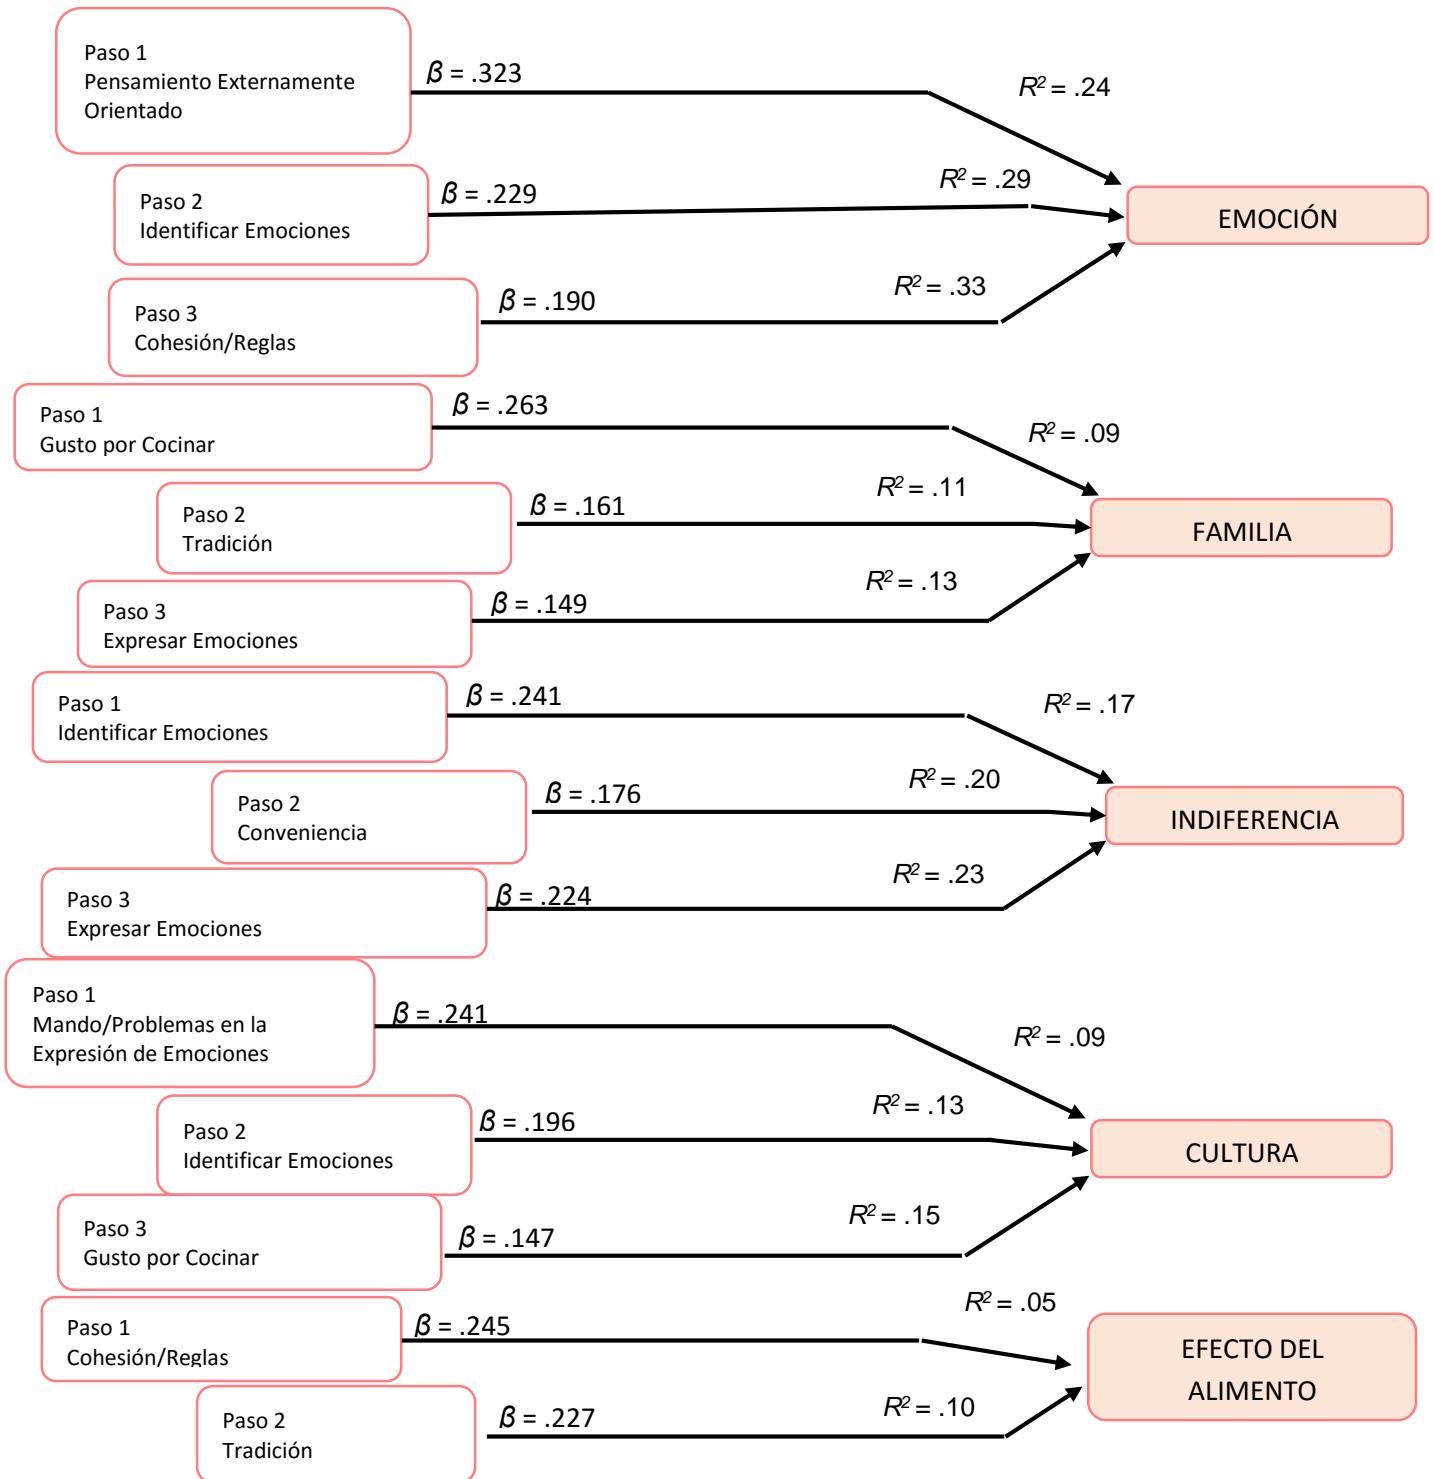 Paso 1
Pensamiento Externamente
Orientado
β = .323
R² = .24
Paso 2
Identificar Emociones
β = .229
R² = .29
EMOCIÓN
Paso 3
Cohesión/Reglas
β = .190
R² = .33
Paso 1
Gusto por Cocinar
β = .263
R² = .09
Paso 2
Tradición
β = .161
R² = .11
FAMILIA
Paso 3
Expresar Emociones
β = .149
R² = .13
Paso 1
Identificar Emociones
β = .241
R² = .17
Paso 2
Conveniencia
β = .176
R² = .20
INDIFERENCIA
Paso 3
Expresar Emociones
β = .224
R² = .23
Paso 1
Mando/Problemas en la
Expresión de Emociones
β = .241
R² = .09
Paso 2
Identificar Emociones
β = .196
R² = .13
CULTURA
Paso 3
Gusto por Cocinar
β = .147
R² = .15
Paso 1
Cohesión/Reglas
β = .245
R² = .05
EFECTO DEL
ALIMENTO
Paso 2
Tradición
β = .227
R² = .10